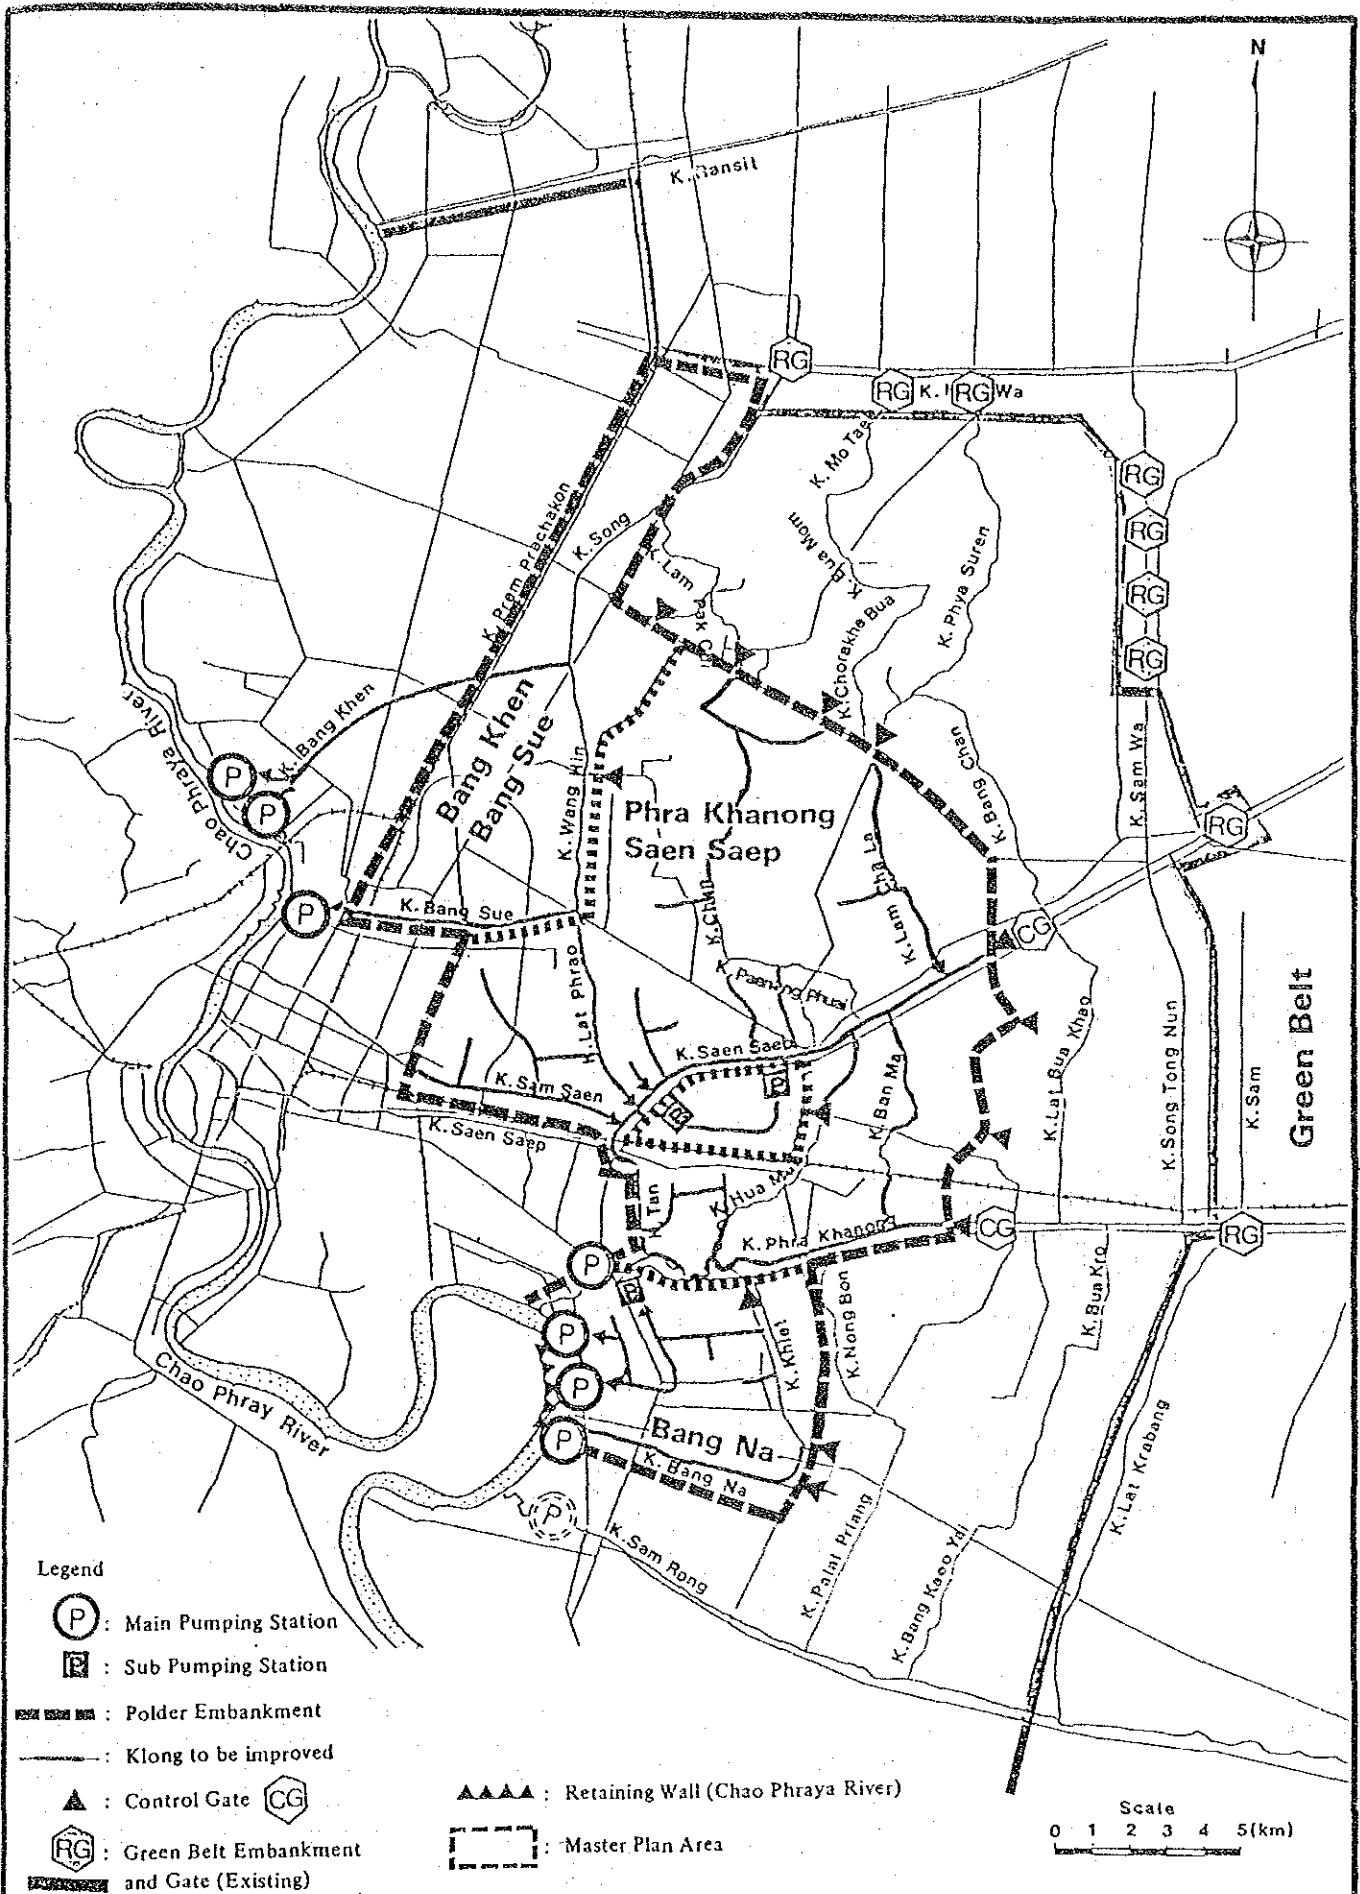 N
K. Ransit
RG
RG
K.
RG
Wa
K. Mo Tae
RG
RG
RG
RG
K. Song
K. Prem Prachakon
K. Lam
K. Bua Mom
K. Phya Suren
K. Chorakhe Bua
Chao Phraya River
K. Bang Khen
P
P
Bang Khen
Bang Sue
K. Wang Hin
Phra Khanong
Saen Saep
K. Bang Chan
K. Sam Wa
RG
K. Chan
K. Lam Cha La
P
K. Bang Sue
CG
K. Lat Phrao
K. Saen Saep
K. Ban Ma
K. Lat Bua Khao
K. Song Tong Nun
K. Sam
Green Belt
K. Sam Saen
P
P
K. Saen Saep
K. Tan
K. Hua Ma
K. Phra Khanong
CG
RG
P
P
P
K. Khlet
K. Nong Bon
K. Bua Kro
P
Chao Phray River
P
Bang Na
K. Bang Na
K. Lat Krabang
P
K. Sam Rong
K. Palat Priang
K. Bang Kaeo Yai
Legend
P : Main Pumping Station
P : Sub Pumping Station
: Polder Embankment
: Klong to be improved
: Control Gate CG
RG : Green Belt Embankment
and Gate (Existing)
: Retaining Wall (Chao Phraya River)
: Master Plan Area
Scale
0 1 2 3 4 5(km)